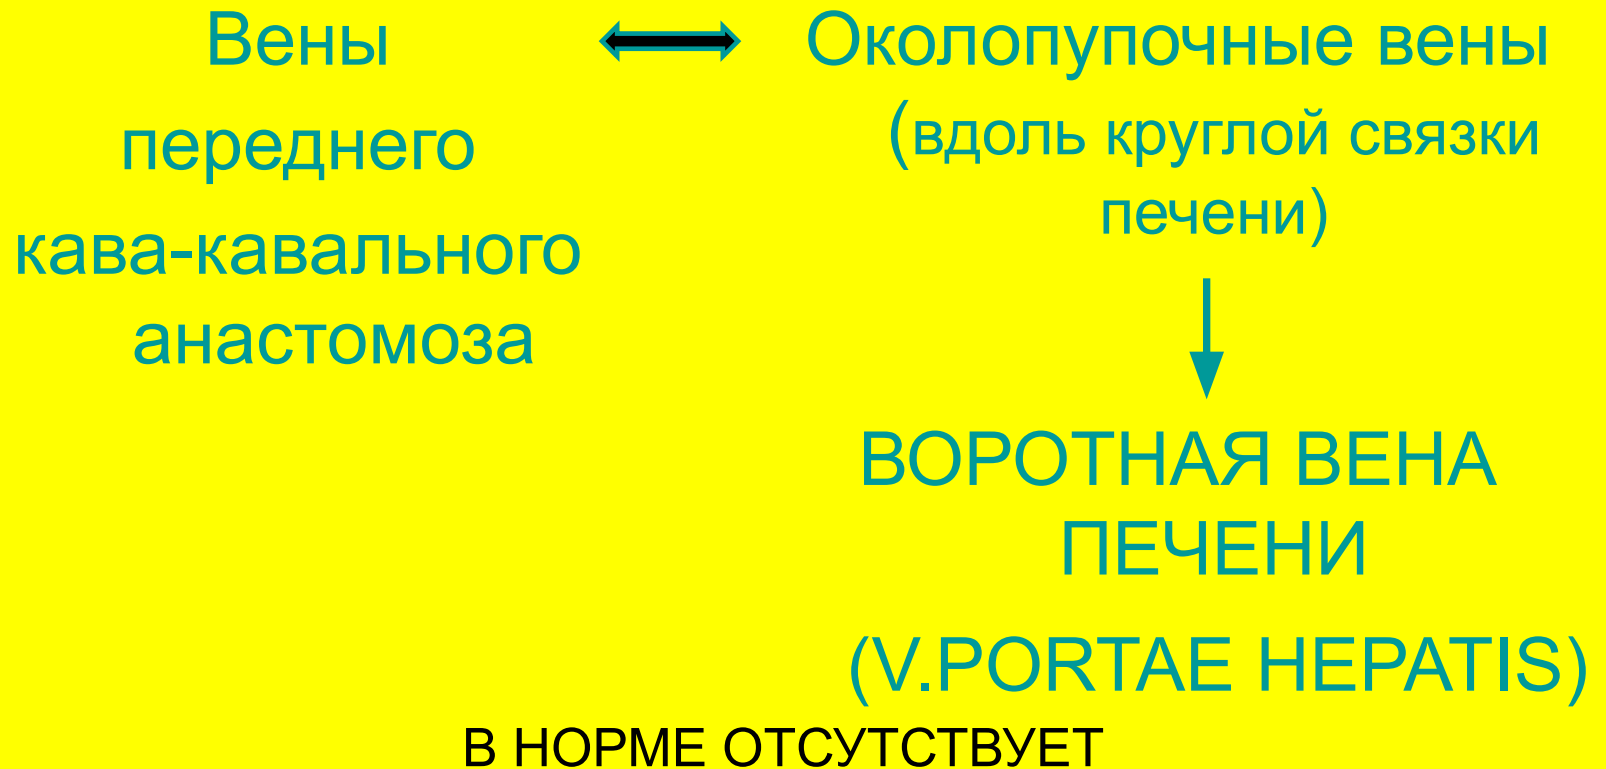 Вены
переднего
кава-кавального
анастомоза
Околопупочные вены
(вдоль круглой связки
печени)
ВОРОТНАЯ ВЕНА
ПЕЧЕНИ
(V.PORTAE HEPATIS)
В НОРМЕ ОТСУТСТВУЕТ